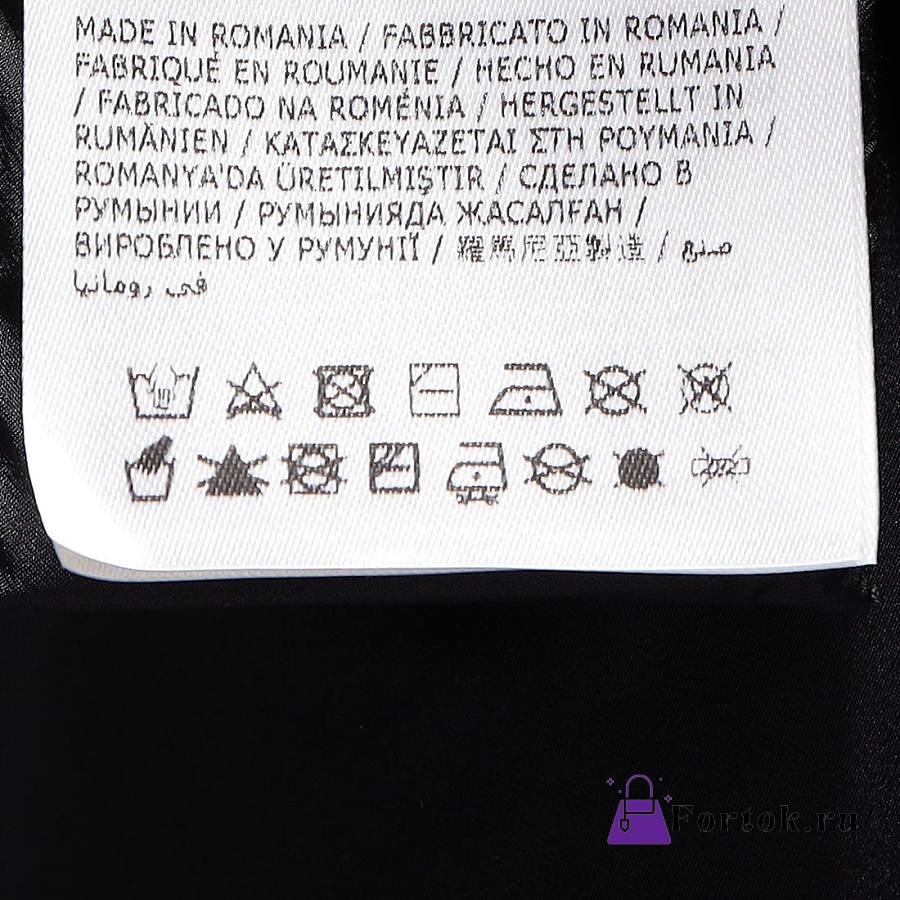 MADE IN ROMANIA / FABBRICATO IN ROMANIA /
FABRIQUÉ EN ROUMANIE / HECHO EN RUMANIA
/ FABRICADO NA ROMÉNIA / HERGESTELLT IN
RUMÄNIEN / ΚΑΤΑΣΚΕΥΑΖΕΤΑΙ ΣΤΗ ΡΟΥΜΑΝΙΑ /
ROMANYA'DA ÜRETILMIŞTIR / СДЕЛАНО В
РУМЫНИИ / РУМЫНИЯДА ЖАСАЛҒАН /
ВИРОБЛЕНО У РУМУНІЇ / 羅馬尼亞製造 / صنع
في رومانيا
Fortok.ru